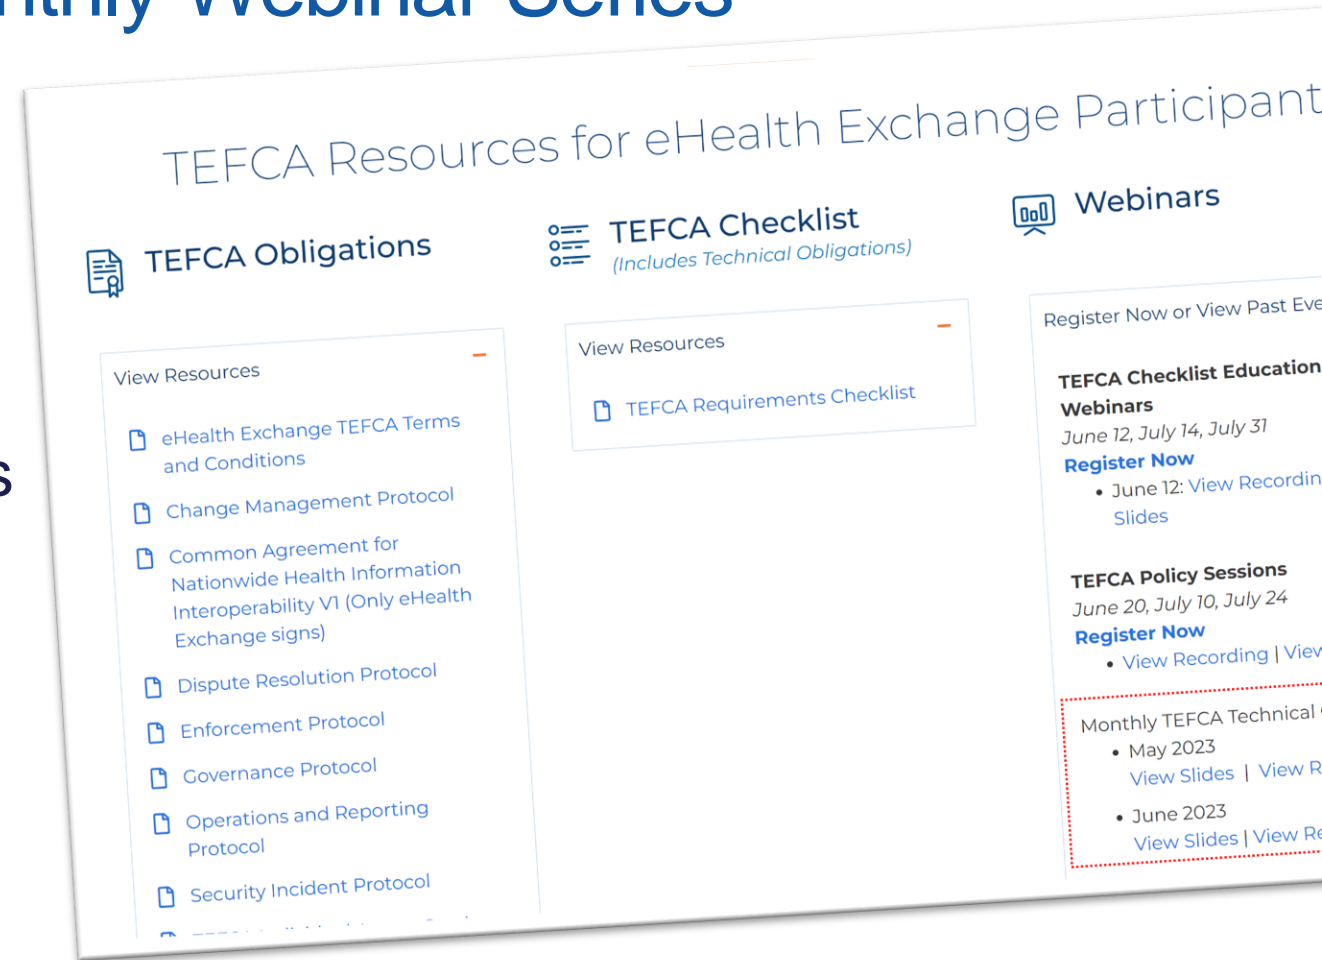 Webinar Series
TEFCA Resources for eHealth Exchange Participant
TEFCA Obligations
View Resources
eHealth Exchange TEFCA Terms
and Conditions
Change Management Protocol
Common Agreement for
Nationwide Health Information
Interoperability V1 (Only eHealth
Exchange signs)
Dispute Resolution Protocol
Enforcement Protocol
Governance Protocol
Operations and Reporting
Protocol
Security Incident Protocol
TEFCA Checklist
(Includes Technical Obligations)
View Resources
TEFCA Requirements Checklist
Webinars
Register Now or View Past
TEFCA Checklist Education
Webinars
June 12, July 14, July 31
Register Now
• June 12: View
Slides
TEFCA Policy Sessions
June 20, July 10, July 24
Register Now
• View Recording |
Monthly TEFCA Technical
• May 2023
View Slides | View
• June 2023
View Slides | View